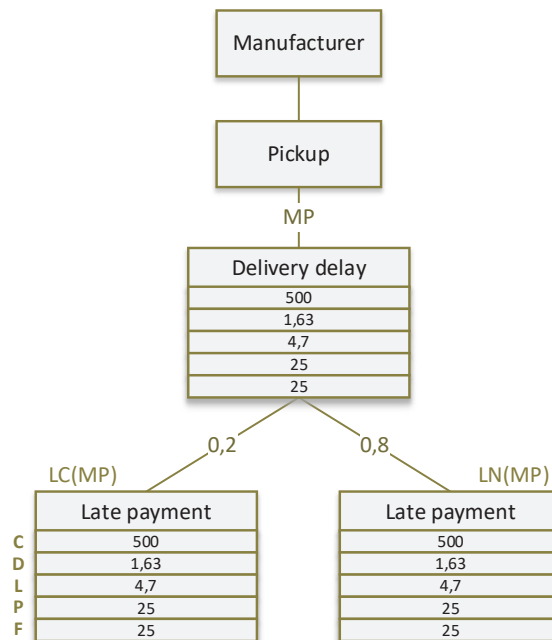 Manufacturer
Pickup
MP
Delivery delay
500
1,63
4,7
25
25
0,2 0,8
LC(MP) LN(MP)
Late payment Late payment
C 500 500
D 1,63 1,63
L 4,7 4,7
P 25 25
F 25 25